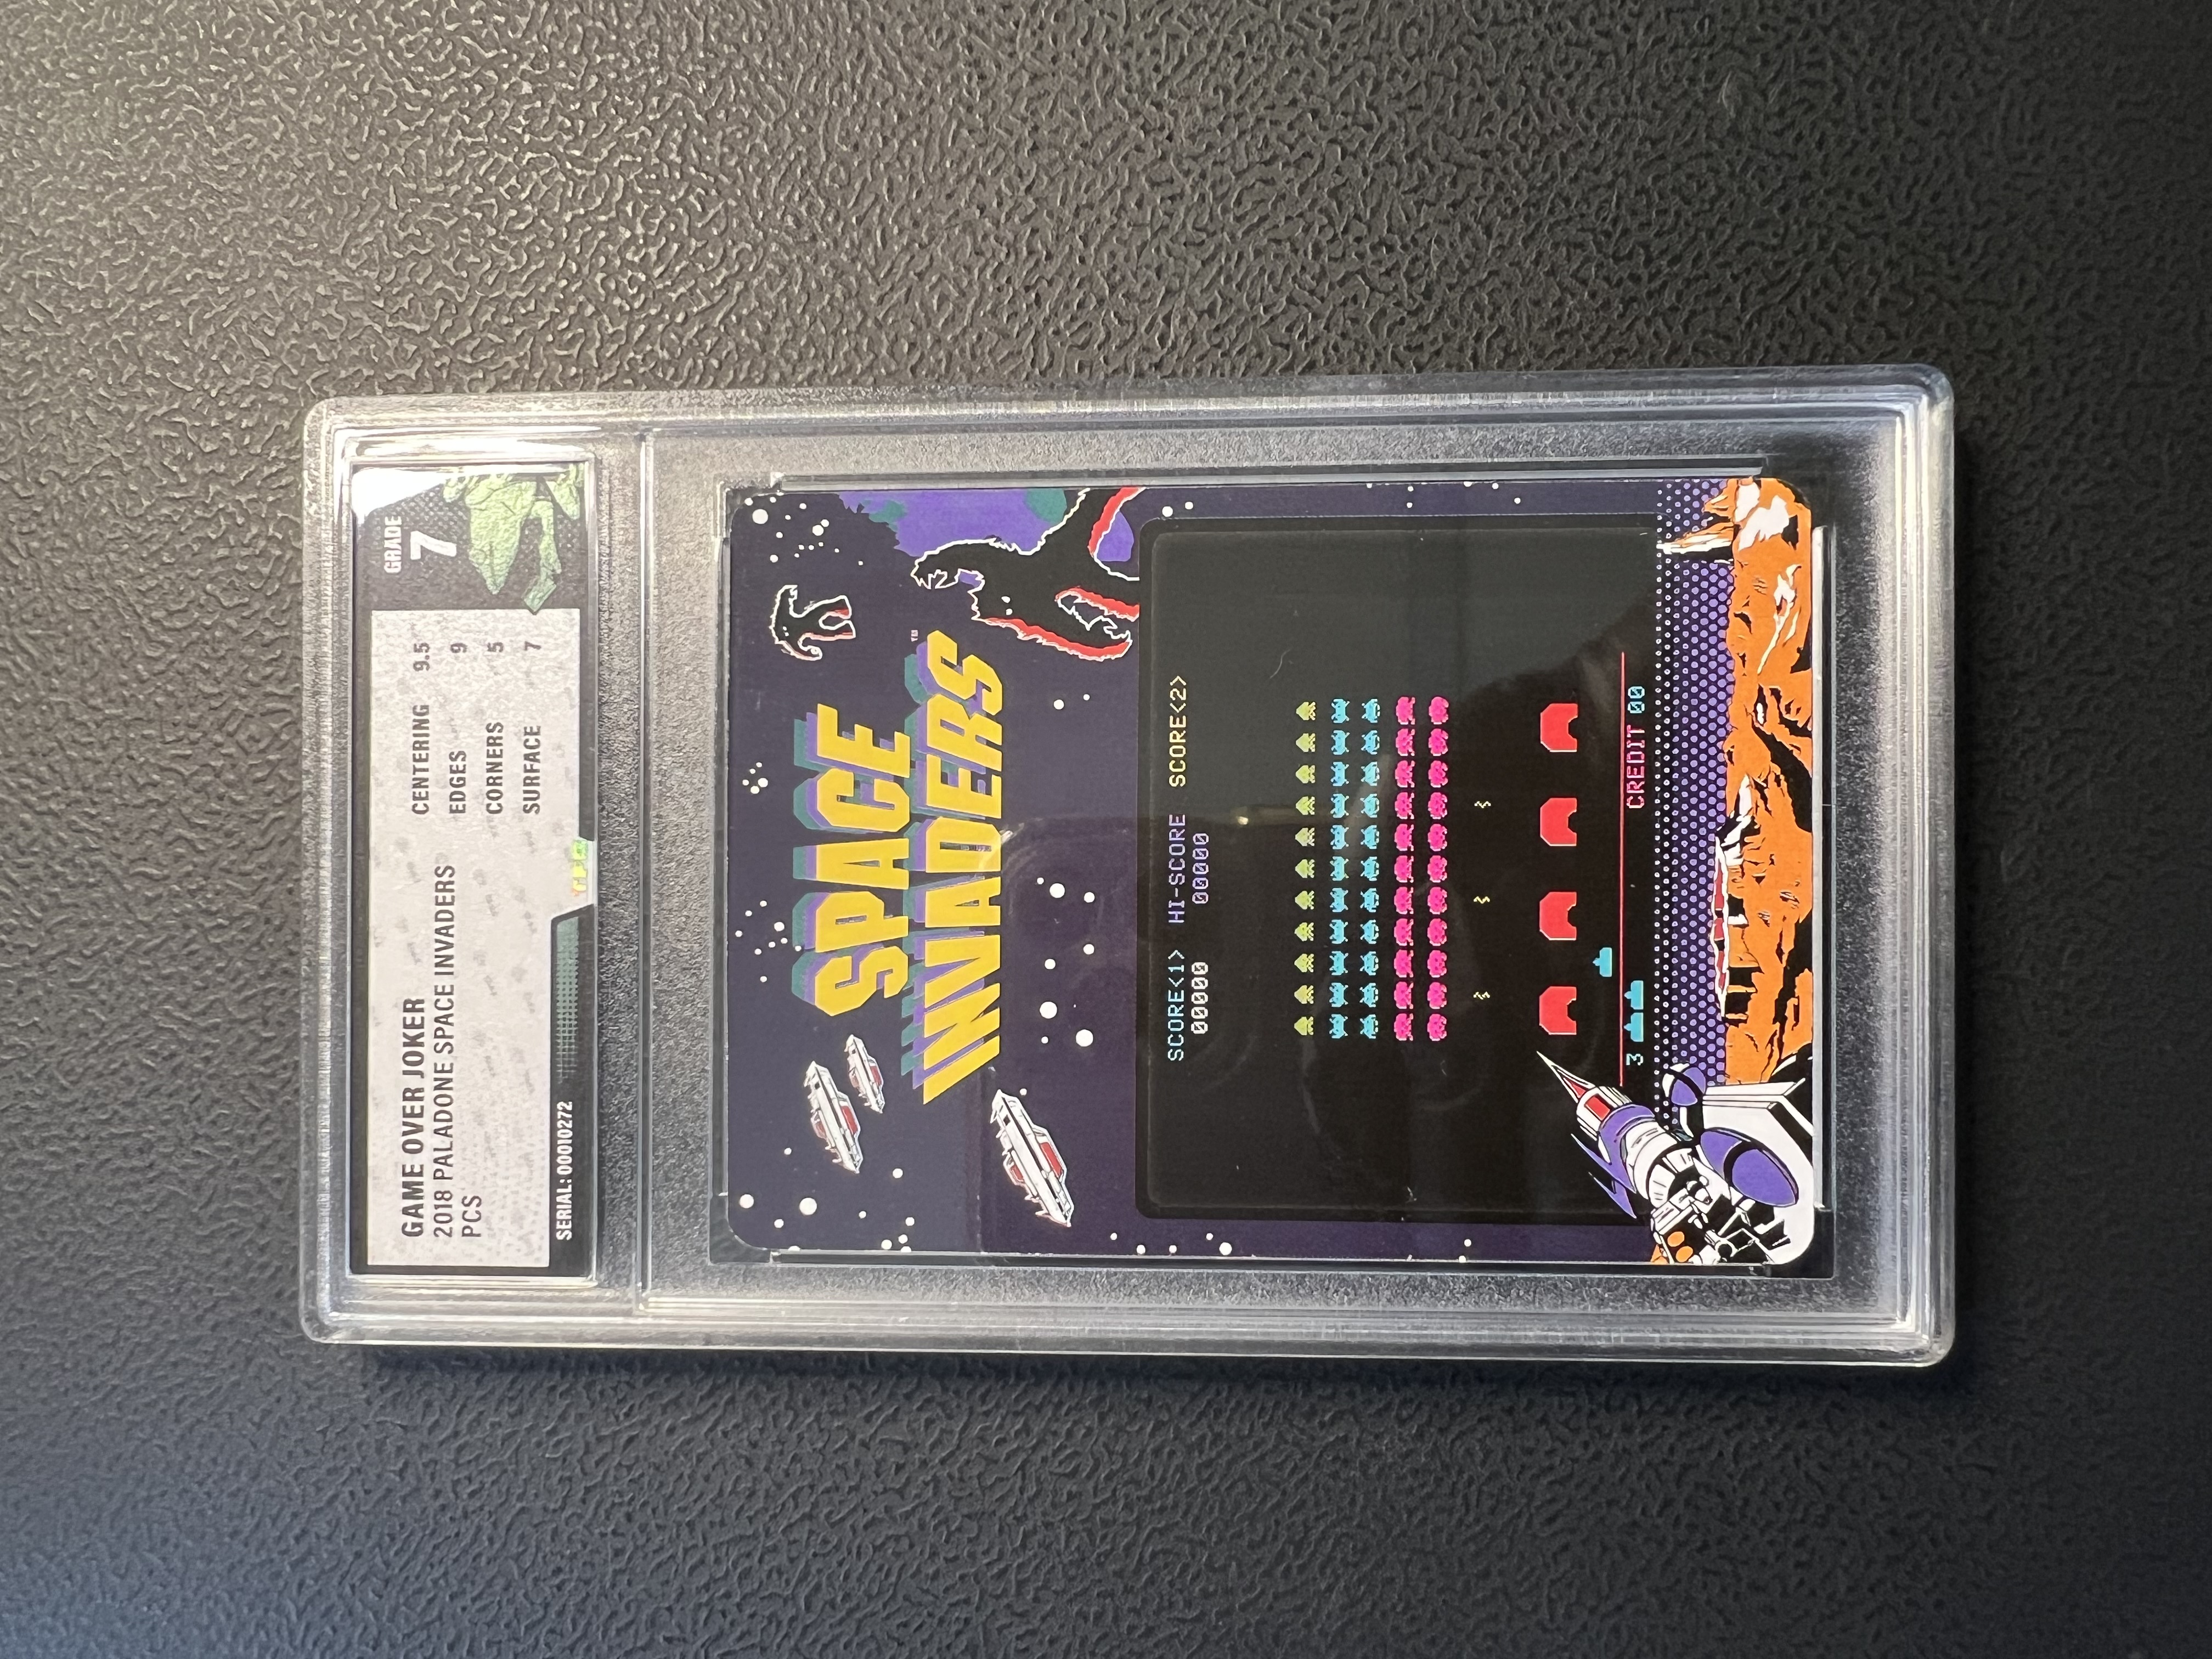 GAME OVER JOKER
2018 PALADONE SPACE INVADERS
PCS
CENTERING 9.5
EDGES 9
CORNERS 5
SURFACE 7
GRADE
7
SERIAL: 00010272
SPACE
INVADERS™
SCORE<1> HI-SCORE SCORE<2>
00000 00000
3
CREDIT 00